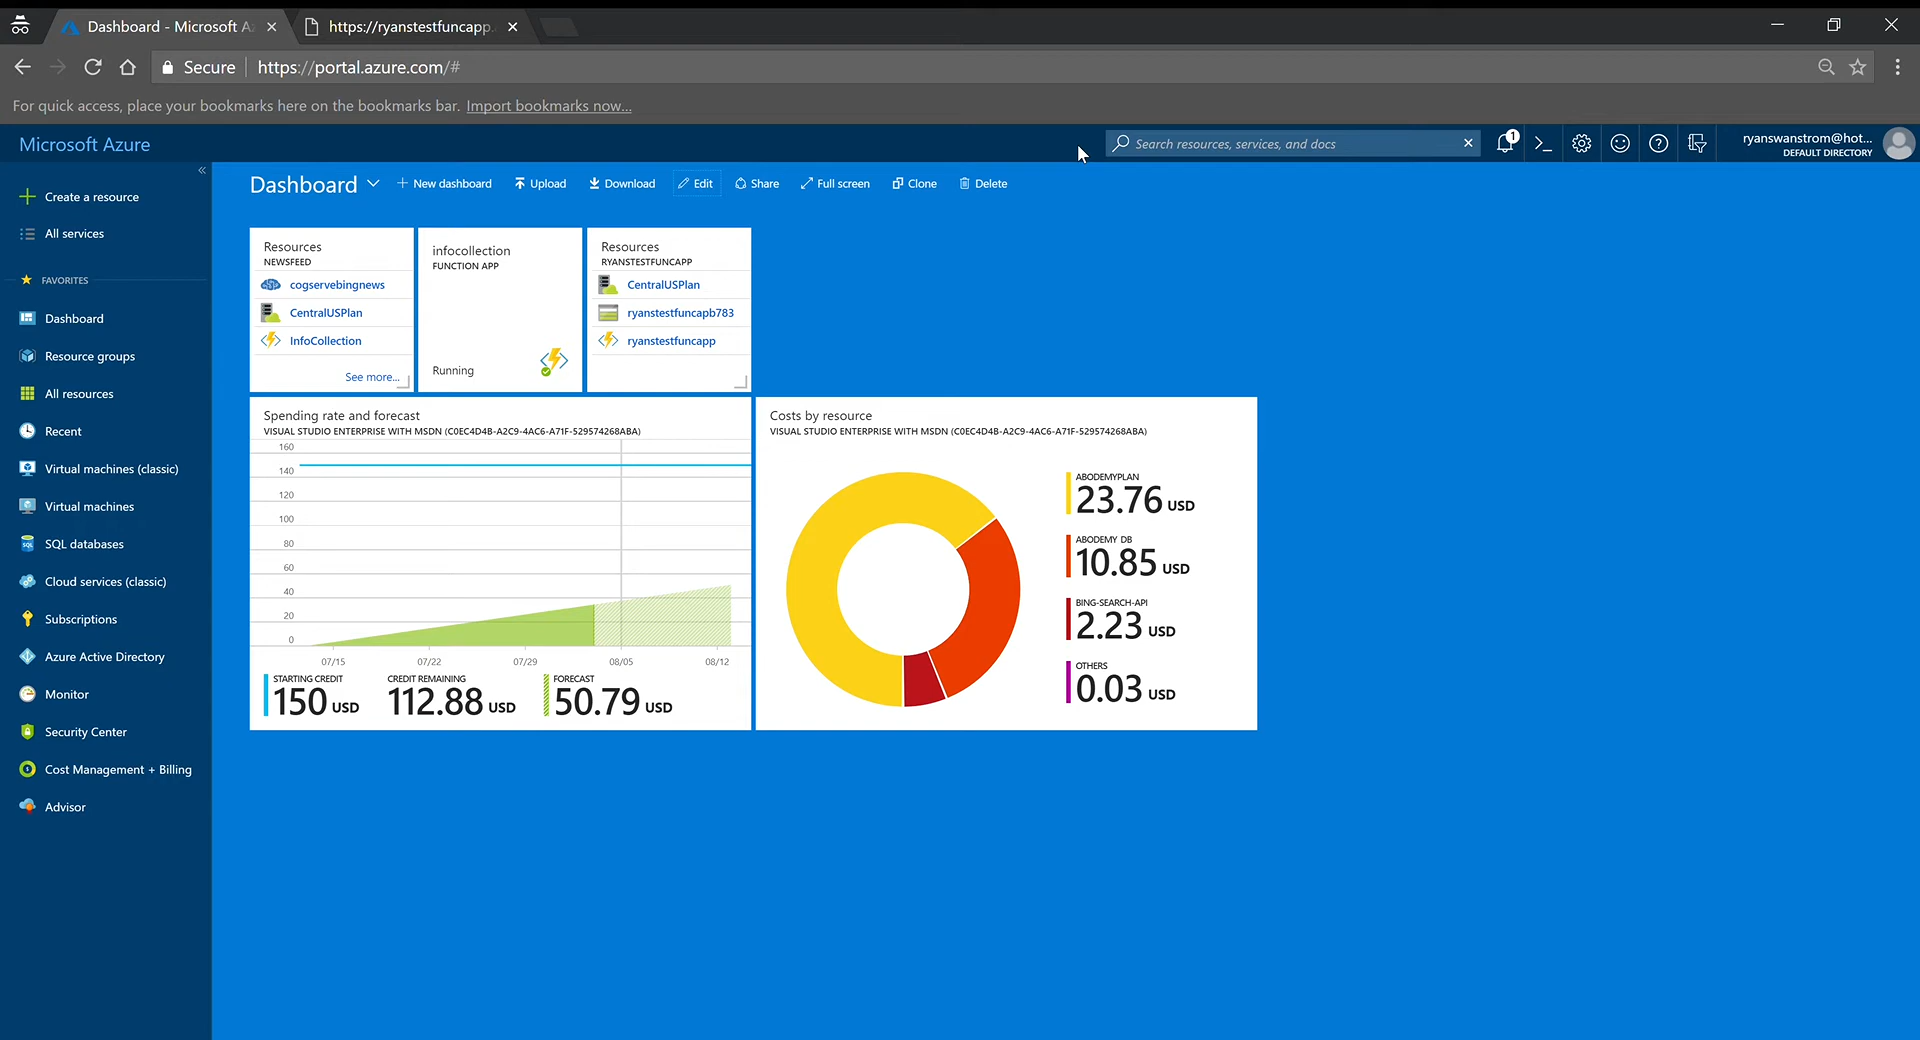 Dashboard - Microsoft A
https://ryanstestfuncapp.
Secure
https://portal.azure.com/#
For quick access, place your bookmarks here on the bookmarks bar. Import bookmarks now...
Microsoft Azure
Search resources, services, and docs
1
ryanswanstrom@hot...
DEFAULT DIRECTORY
Create a resource
All services
FAVORITES
Dashboard
Resource groups
All resources
Recent
Virtual machines (classic)
Virtual machines
SQL databases
Cloud services (classic)
Subscriptions
Azure Active Directory
Monitor
Security Center
Cost Management + Billing
Advisor
Dashboard
New dashboard
Upload
Download
Edit
Share
Full screen
Clone
Delete
Resources
NEWSFEED
cogservebingnews
CentralUSPlan
InfoCollection
See more...
infocollection
FUNCTION APP
Running
Resources
RYANSTESTFUNCAPP
CentralUSPlan
ryanstestfuncapb783
ryanstestfuncapp
Spending rate and forecast
VISUAL STUDIO ENTERPRISE WITH MSDN (C0EC4D4B-A2C9-4AC6-A71F-529574268ABA)
160
140
120
100
80
60
40
20
0
07/15
07/22
07/29
08/05
08/12
STARTING CREDIT
150 USD
CREDIT REMAINING
112.88 USD
FORECAST
50.79 USD
Costs by resource
VISUAL STUDIO ENTERPRISE WITH MSDN (C0EC4D4B-A2C9-4AC6-A71F-529574268ABA)
ABODEMYPLAN
23.76 USD
ABODEMY DB
10.85 USD
BING-SEARCH-API
2.23 USD
OTHERS
0.03 USD